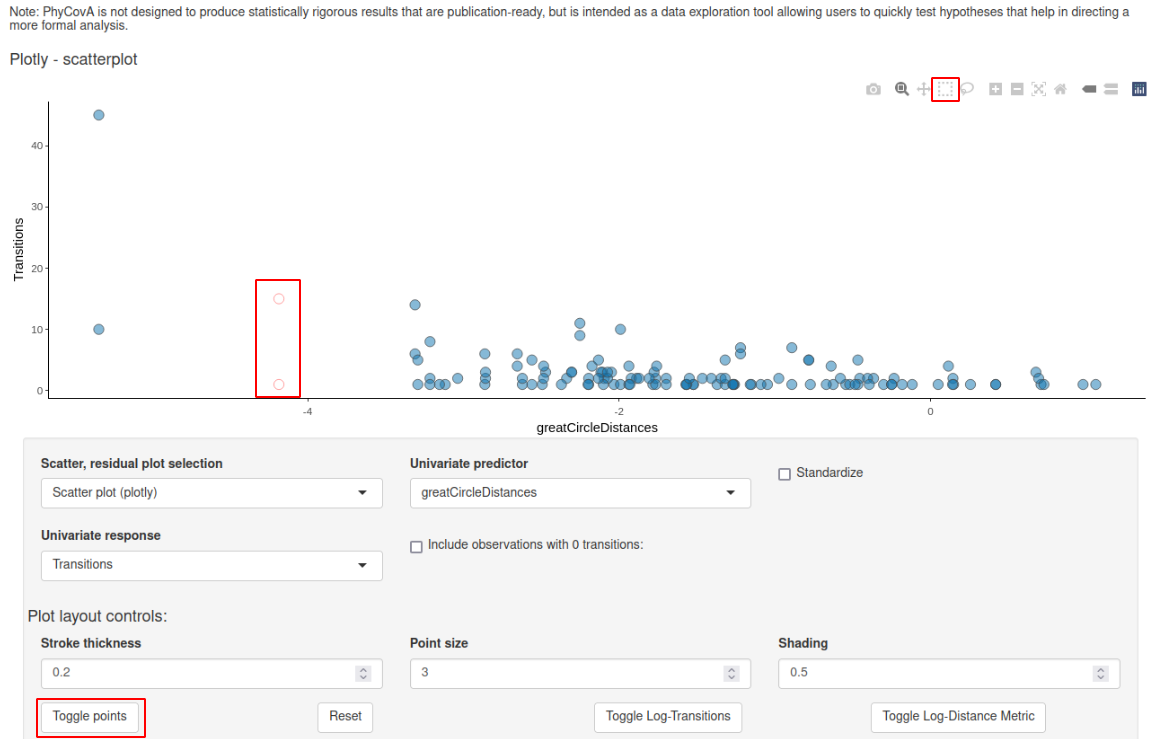 Note: PhyCovA is not designed to produce statistically rigorous results that are publication-ready, but is intended as a data exploration tool allowing users to quickly test hypotheses that help in directing a
more formal analysis.
Plotly - scatterplot
40
30
20
10
0
Transitions
-4
-2
0
greatCircleDistances
Scatter, residual plot selection
Univariate predictor
Scatter plot (plotly)
greatCircleDistances
Standardize
Univariate response
Transitions
Include observations with 0 transitions:
Plot layout controls:
Stroke thickness
Point size
Shading
0.2
3
0.5
Toggle points
Reset
Toggle Log-Transitions
Toggle Log-Distance Metric